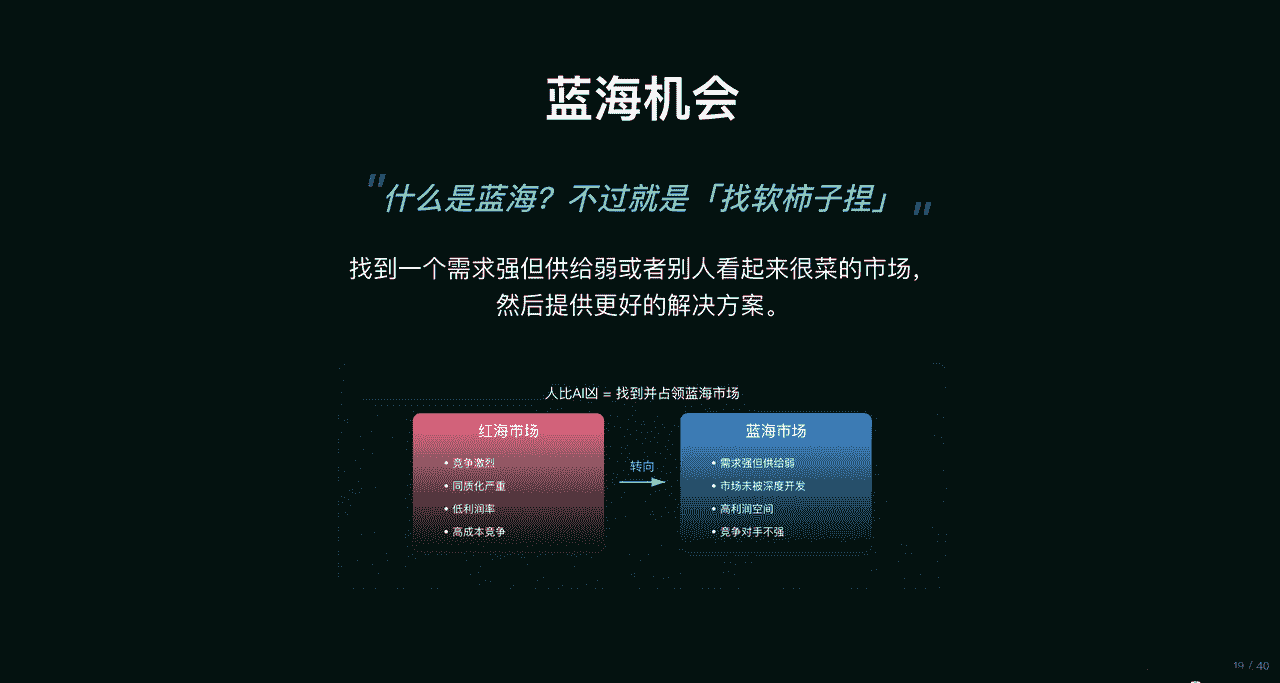 蓝海机会
"什么是蓝海？不过就是「找软柿子捏」"
找到一个需求强但供给弱或者别人看起来很菜的市场，
然后提供更好的解决方案。
人比AI凶 = 找到并占领蓝海市场
红海市场
• 竞争激烈
• 同质化严重
• 低利润率
• 高成本竞争
转向
蓝海市场
• 需求强但供给弱
• 市场未被深度开发
• 高利润空间
• 竞争对手不强
19 / 40